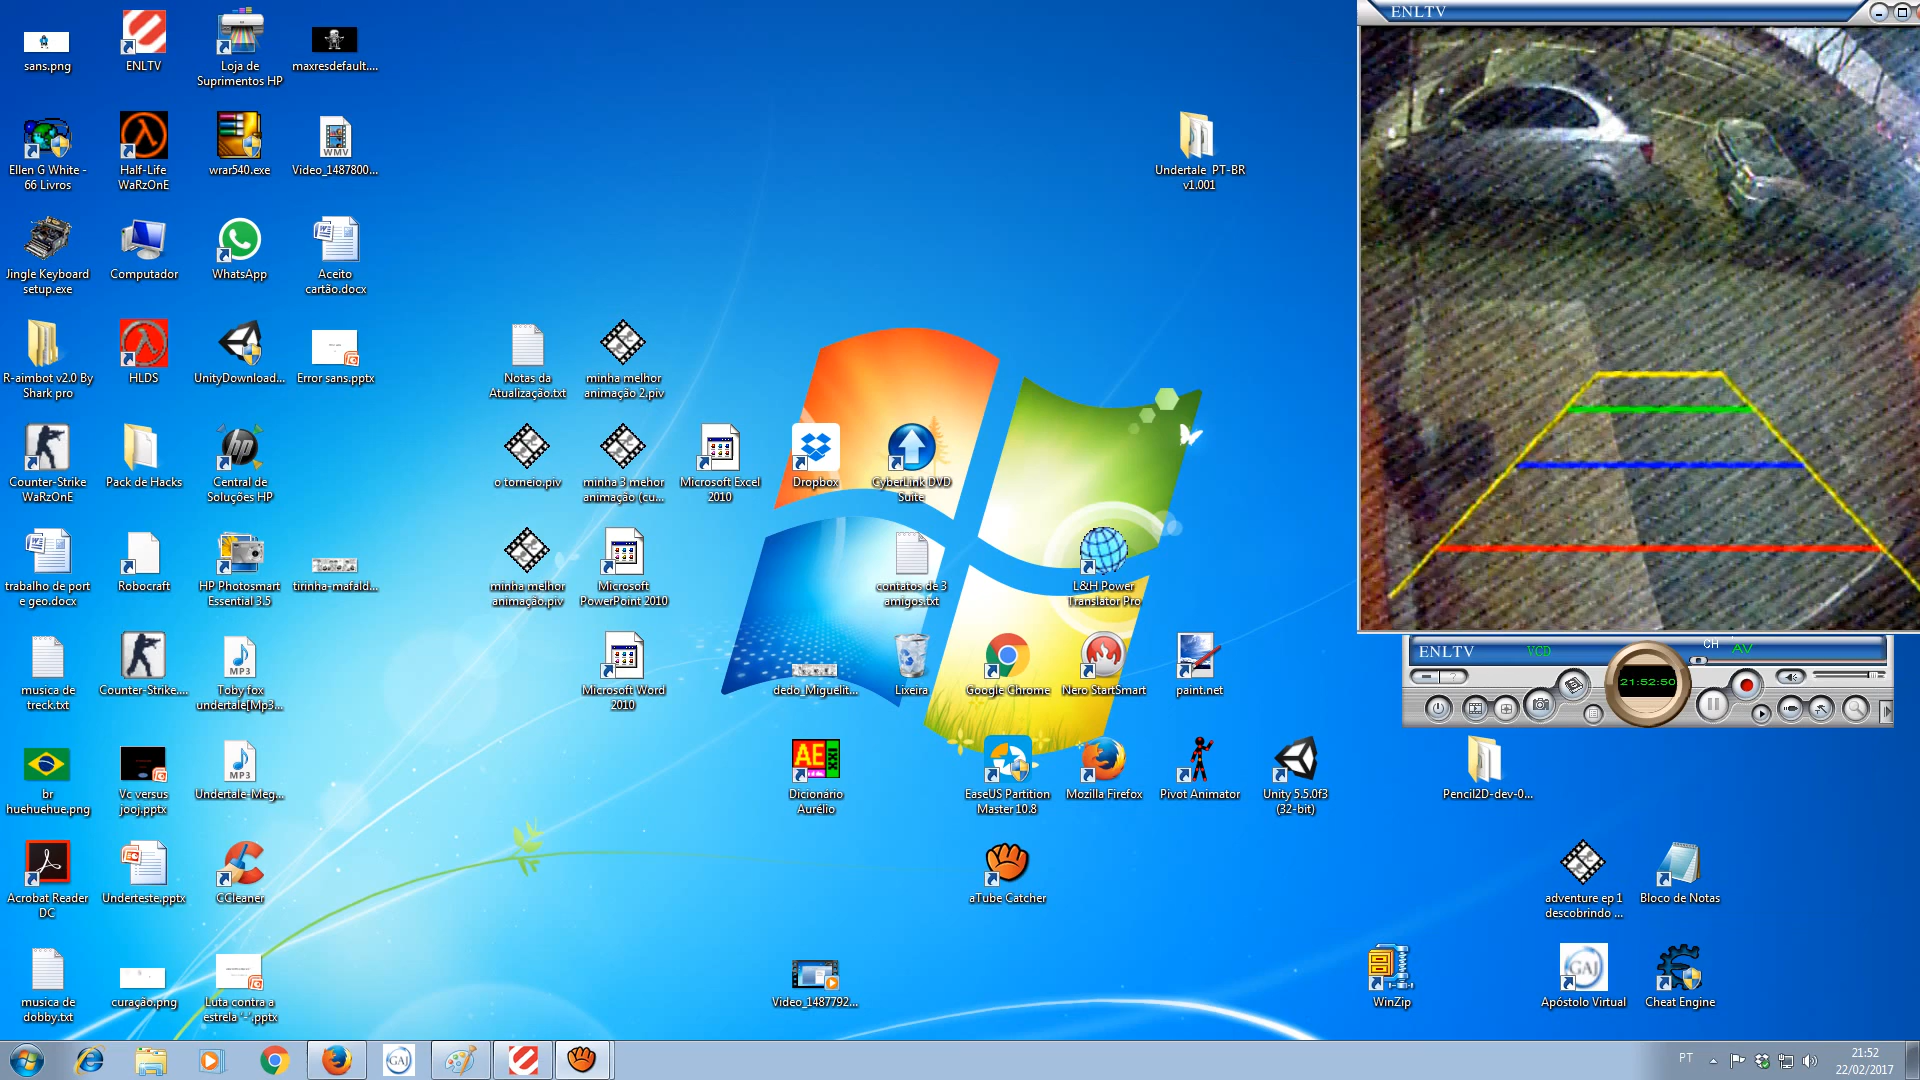 ENLTV
sans.png
ENLTV
Loja de
Suprimentos HP
maxresdefault....
Ellen G White -
66 Livros
Half-Life
WaRzOnE
wrar540.exe
Video_1487800...
WMV
Undertale PT-BR
v1.001
Jingle Keyboard
setup.exe
Computador
WhatsApp
Aceito
cartão.docx
R-aimbot v2.0 By
Shark pro
HLDS
UnityDownload...
Error sans.pptx
Notas da
Atualização.txt
minha melhor
animação 2.piv
Counter-Strike
WaRzOnE
Pack de Hacks
Central de
Soluções HP
o torneio.piv
minha 3 mehor
animação (cu...
Microsoft Excel
2010
Dropbox
CyberLink DVD
Suite
trabalho de port
e geo.docx
Robocraft
HP Photosmart
Essential 3.5
tirinha-mafald...
minha melhor
animação.piv
Microsoft
PowerPoint 2010
contatos de 3
amigos.txt
L&H Power
Translator Pro
musica de
treck.txt
Counter-Strike....
MP3
Toby fox
undertale[Mp3...
Microsoft Word
2010
dedo_Miguelit...
Lixeira
Google Chrome
Nero StartSmart
paint.net
ENLTV
VCD
CH
AV
21:52:50
br
huehuehue.png
Vc versus
jooj.pptx
MP3
Undertale-Meg...
AE
Dicionário
Aurélio
EaseUS Partition
Master 10.8
Mozilla Firefox
Pivot Animator
Unity 5.5.0f3
(32-bit)
Pencil2D-dev-0...
Acrobat Reader
DC
Underteste.pptx
CCleaner
aTube Catcher
adventure ep 1
descobrindo ...
Bloco de Notas
musica de
dobby.txt
curação.png
Luta contra a
estrela '-'.pptx
Video_1487792...
WinZip
GAJ
Apóstolo Virtual
Cheat Engine
GAJ
PT
21:52
22/02/2017